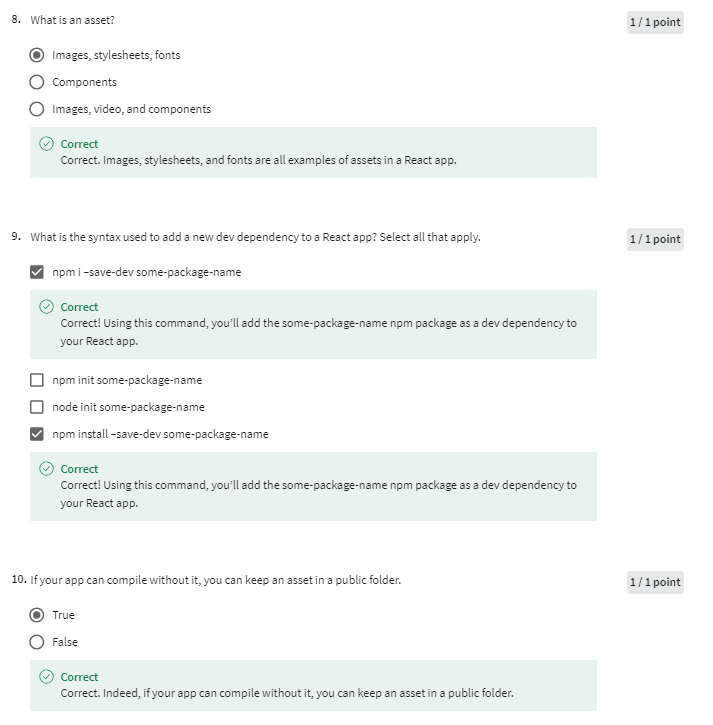 8. What is an asset?
1 / 1 point
Images, stylesheets, fonts
Components
Images, video, and components
Correct
Correct. Images, stylesheets, and fonts are all examples of assets in a React app.
9. What is the syntax used to add a new dev dependency to a React app? Select all that apply.
1 / 1 point
npm i –save-dev some-package-name
Correct
Correct! Using this command, you’ll add the some-package-name npm package as a dev dependency to
your React app.
npm init some-package-name
node init some-package-name
npm install –save-dev some-package-name
Correct
Correct! Using this command, you’ll add the some-package-name npm package as a dev dependency to
your React app.
10. If your app can compile without it, you can keep an asset in a public folder.
1 / 1 point
True
False
Correct
Correct. Indeed, if your app can compile without it, you can keep an asset in a public folder.